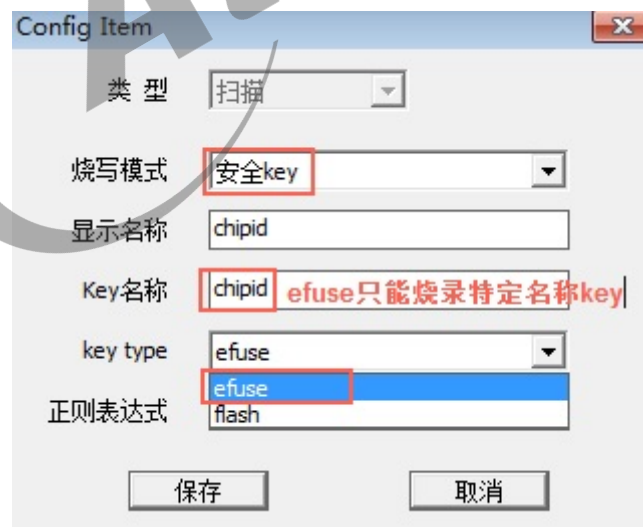 Config Item
类 型 扫描
烧写模式 安全key
显示名称 chipid
Key名称 chipid efuse只能烧录特定名称key
key type efuse
efuse
正则表达式 flash
保存 取消